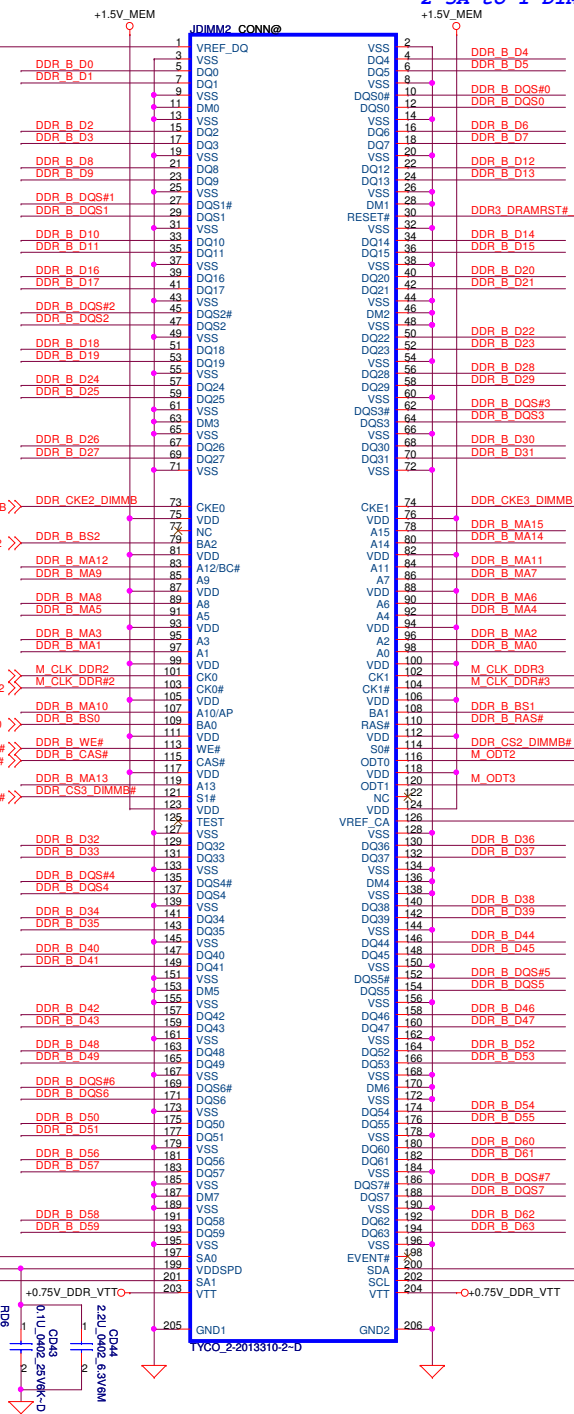 2-3A to 1 DIM
+1.5V_MEM +1.5V_MEM
JDIMM2 CONN@
1 VREF_DQ VSS 2
3 VSS DQ4 4 DDR_B_D4
DDR_B_D0 5 DQ0 DQ5 6 DDR_B_D5
DDR_B_D1 7 DQ1 VSS 8
9 VSS DQS0# 10 DDR_B_DQS#0
11 DM0 DQS0 12 DDR_B_DQS0
13 VSS VSS 14
DDR_B_D2 15 DQ2 DQ6 16 DDR_B_D6
DDR_B_D3 17 DQ3 DQ7 18 DDR_B_D7
19 VSS VSS 20
DDR_B_D8 21 DQ8 DQ12 22 DDR_B_D12
DDR_B_D9 23 DQ9 DQ13 24 DDR_B_D13
25 VSS VSS 26
DDR_B_DQS#1 27 DQS1# DM1 28
DDR_B_DQS1 29 DQS1 RESET# 30 DDR3_DRAMRST#
31 VSS VSS 32
DDR_B_D10 33 DQ10 DQ14 34 DDR_B_D14
DDR_B_D11 35 DQ11 DQ15 36 DDR_B_D15
37 VSS VSS 38
DDR_B_D16 39 DQ16 DQ20 40 DDR_B_D20
DDR_B_D17 41 DQ17 DQ21 42 DDR_B_D21
43 VSS VSS 44
DDR_B_DQS#2 45 DQS2# DM2 46
DDR_B_DQS2 47 DQS2 VSS 48
49 VSS DQ22 50 DDR_B_D22
DDR_B_D18 51 DQ18 DQ23 52 DDR_B_D23
DDR_B_D19 53 DQ19 VSS 54
55 VSS DQ28 56 DDR_B_D28
DDR_B_D24 57 DQ24 DQ29 58 DDR_B_D29
DDR_B_D25 59 DQ25 VSS 60
61 VSS DQS3# 62 DDR_B_DQS#3
63 DM3 DQS3 64 DDR_B_DQS3
65 VSS VSS 66
DDR_B_D26 67 DQ26 DQ30 68 DDR_B_D30
DDR_B_D27 69 DQ27 DQ31 70 DDR_B_D31
71 VSS VSS 72
DDR_CKE2_DIMMB 73 CKE0 CKE1 74 DDR_CKE3_DIMMB
75 VDD VDD 76
77 NC A15 78 DDR_B_MA15
DDR_B_BS2 79 BA2 A14 80 DDR_B_MA14
81 VDD VDD 82
DDR_B_MA12 83 A12/BC# A11 84 DDR_B_MA11
DDR_B_MA9 85 A9 A7 86 DDR_B_MA7
87 VDD VDD 88
DDR_B_MA8 89 A8 A6 90 DDR_B_MA6
DDR_B_MA5 91 A5 A4 92 DDR_B_MA4
93 VDD VDD 94
DDR_B_MA3 95 A3 A2 96 DDR_B_MA2
DDR_B_MA1 97 A1 A0 98 DDR_B_MA0
99 VDD VDD 100
M_CLK_DDR2 101 CK0 CK1 102 M_CLK_DDR3
M_CLK_DDR#2 103 CK0# CK1# 104 M_CLK_DDR#3
105 VDD VDD 106
DDR_B_MA10 107 A10/AP BA1 108 DDR_B_BS1
DDR_B_BS0 109 BA0 RAS# 110 DDR_B_RAS#
111 VDD VDD 112
DDR_B_WE# 113 WE# S0# 114 DDR_CS2_DIMMB#
DDR_B_CAS# 115 CAS# ODT0 116 M_ODT2
117 VDD VDD 118
DDR_B_MA13 119 A13 ODT1 120 M_ODT3
DDR_CS3_DIMMB# 121 S1# NC 122
123 VDD VDD 124
125 TEST VREF_CA 126
127 VSS VSS 128
DDR_B_D32 129 DQ32 DQ36 130 DDR_B_D36
DDR_B_D33 131 DQ33 DQ37 132 DDR_B_D37
133 VSS VSS 134
DDR_B_DQS#4 135 DQS4# DM4 136
DDR_B_DQS4 137 DQS4 VSS 138
139 VSS DQ38 140 DDR_B_D38
DDR_B_D34 141 DQ34 DQ39 142 DDR_B_D39
DDR_B_D35 143 DQ35 VSS 144
145 VSS DQ44 146 DDR_B_D44
DDR_B_D40 147 DQ40 DQ45 148 DDR_B_D45
DDR_B_D41 149 DQ41 VSS 150
151 VSS DQS5# 152 DDR_B_DQS#5
153 DM5 DQS5 154 DDR_B_DQS5
155 VSS VSS 156
DDR_B_D42 157 DQ42 DQ46 158 DDR_B_D46
DDR_B_D43 159 DQ43 DQ47 160 DDR_B_D47
161 VSS VSS 162
DDR_B_D48 163 DQ48 DQ52 164 DDR_B_D52
DDR_B_D49 165 DQ49 DQ53 166 DDR_B_D53
167 VSS VSS 168
DDR_B_DQS#6 169 DQS6# DM6 170
DDR_B_DQS6 171 DQS6 VSS 172
173 VSS DQ54 174 DDR_B_D54
DDR_B_D50 175 DQ50 DQ55 176 DDR_B_D55
DDR_B_D51 177 DQ51 VSS 178
179 VSS DQ60 180 DDR_B_D60
DDR_B_D56 181 DQ56 DQ61 182 DDR_B_D61
DDR_B_D57 183 DQ57 VSS 184
185 VSS DQS7# 186 DDR_B_DQS#7
187 DM7 DQS7 188 DDR_B_DQS7
189 VSS VSS 190
DDR_B_D58 191 DQ58 DQ62 192 DDR_B_D62
DDR_B_D59 193 DQ59 DQ63 194 DDR_B_D63
195 VSS VSS 196
197 SA0 EVENT# 198
199 VDDSPD SDA 200
201 SA1 SCL 202
+0.75V_DDR_VTT 203 VTT VTT 204 +0.75V_DDR_VTT
205 GND1 GND2 206
TYCO_2-2013310-2~D
CD44
2.2U_0402_6.3V6M
1 2
CD43
0.1U_0402_25V6K~D
1 2
RD6